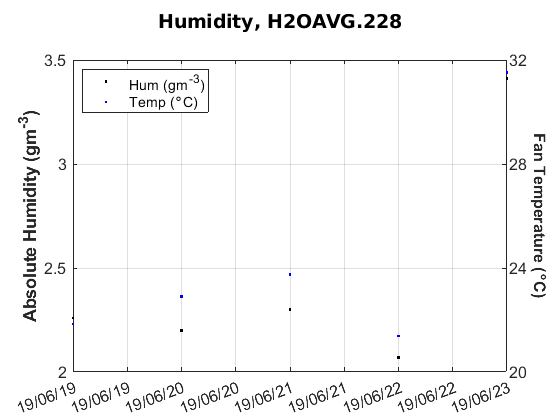 Humidity, H2OAVG.228
3.5
3
2.5
2
32
28
24
20
Hum (gm-3)
Temp (°C)
Absolute Humidity (gm-3)
Fan Temperature (°C)
19/06/19 19/06/19 19/06/20 19/06/20 19/06/21 19/06/21 19/06/22 19/06/22 19/06/23